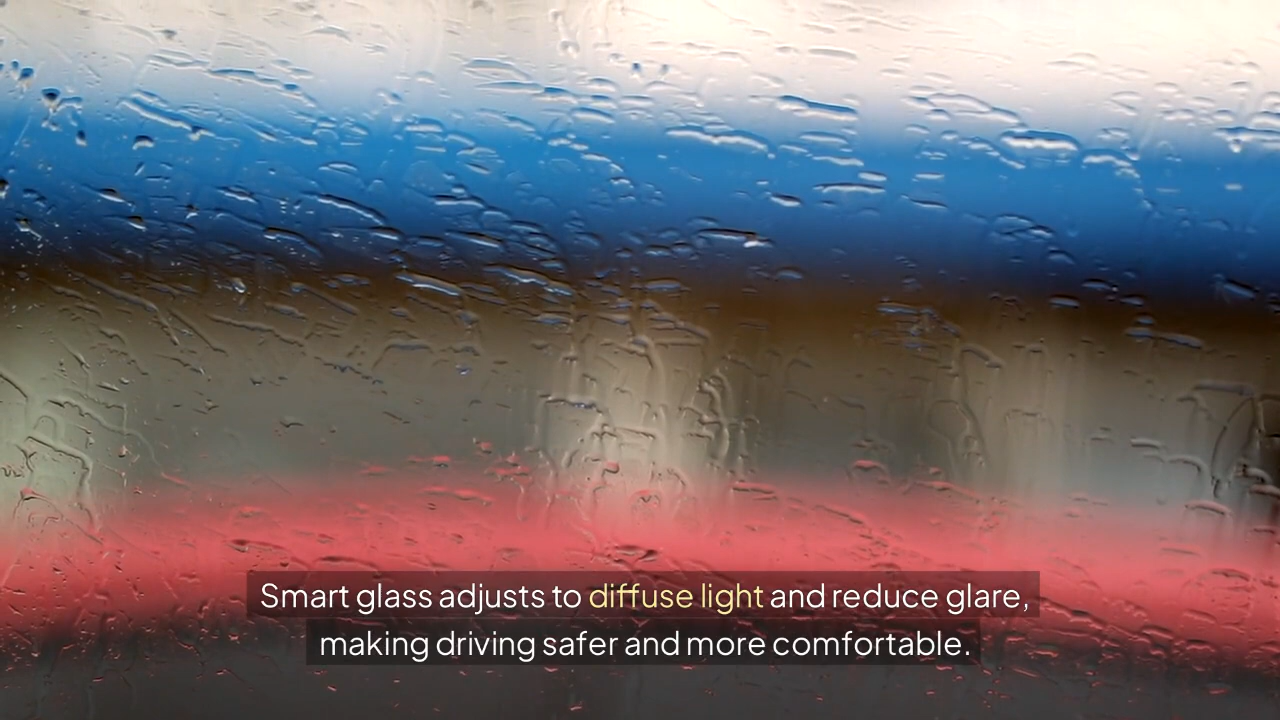 Smart glass adjusts to diffuse light and reduce glare,
making driving safer and more comfortable.